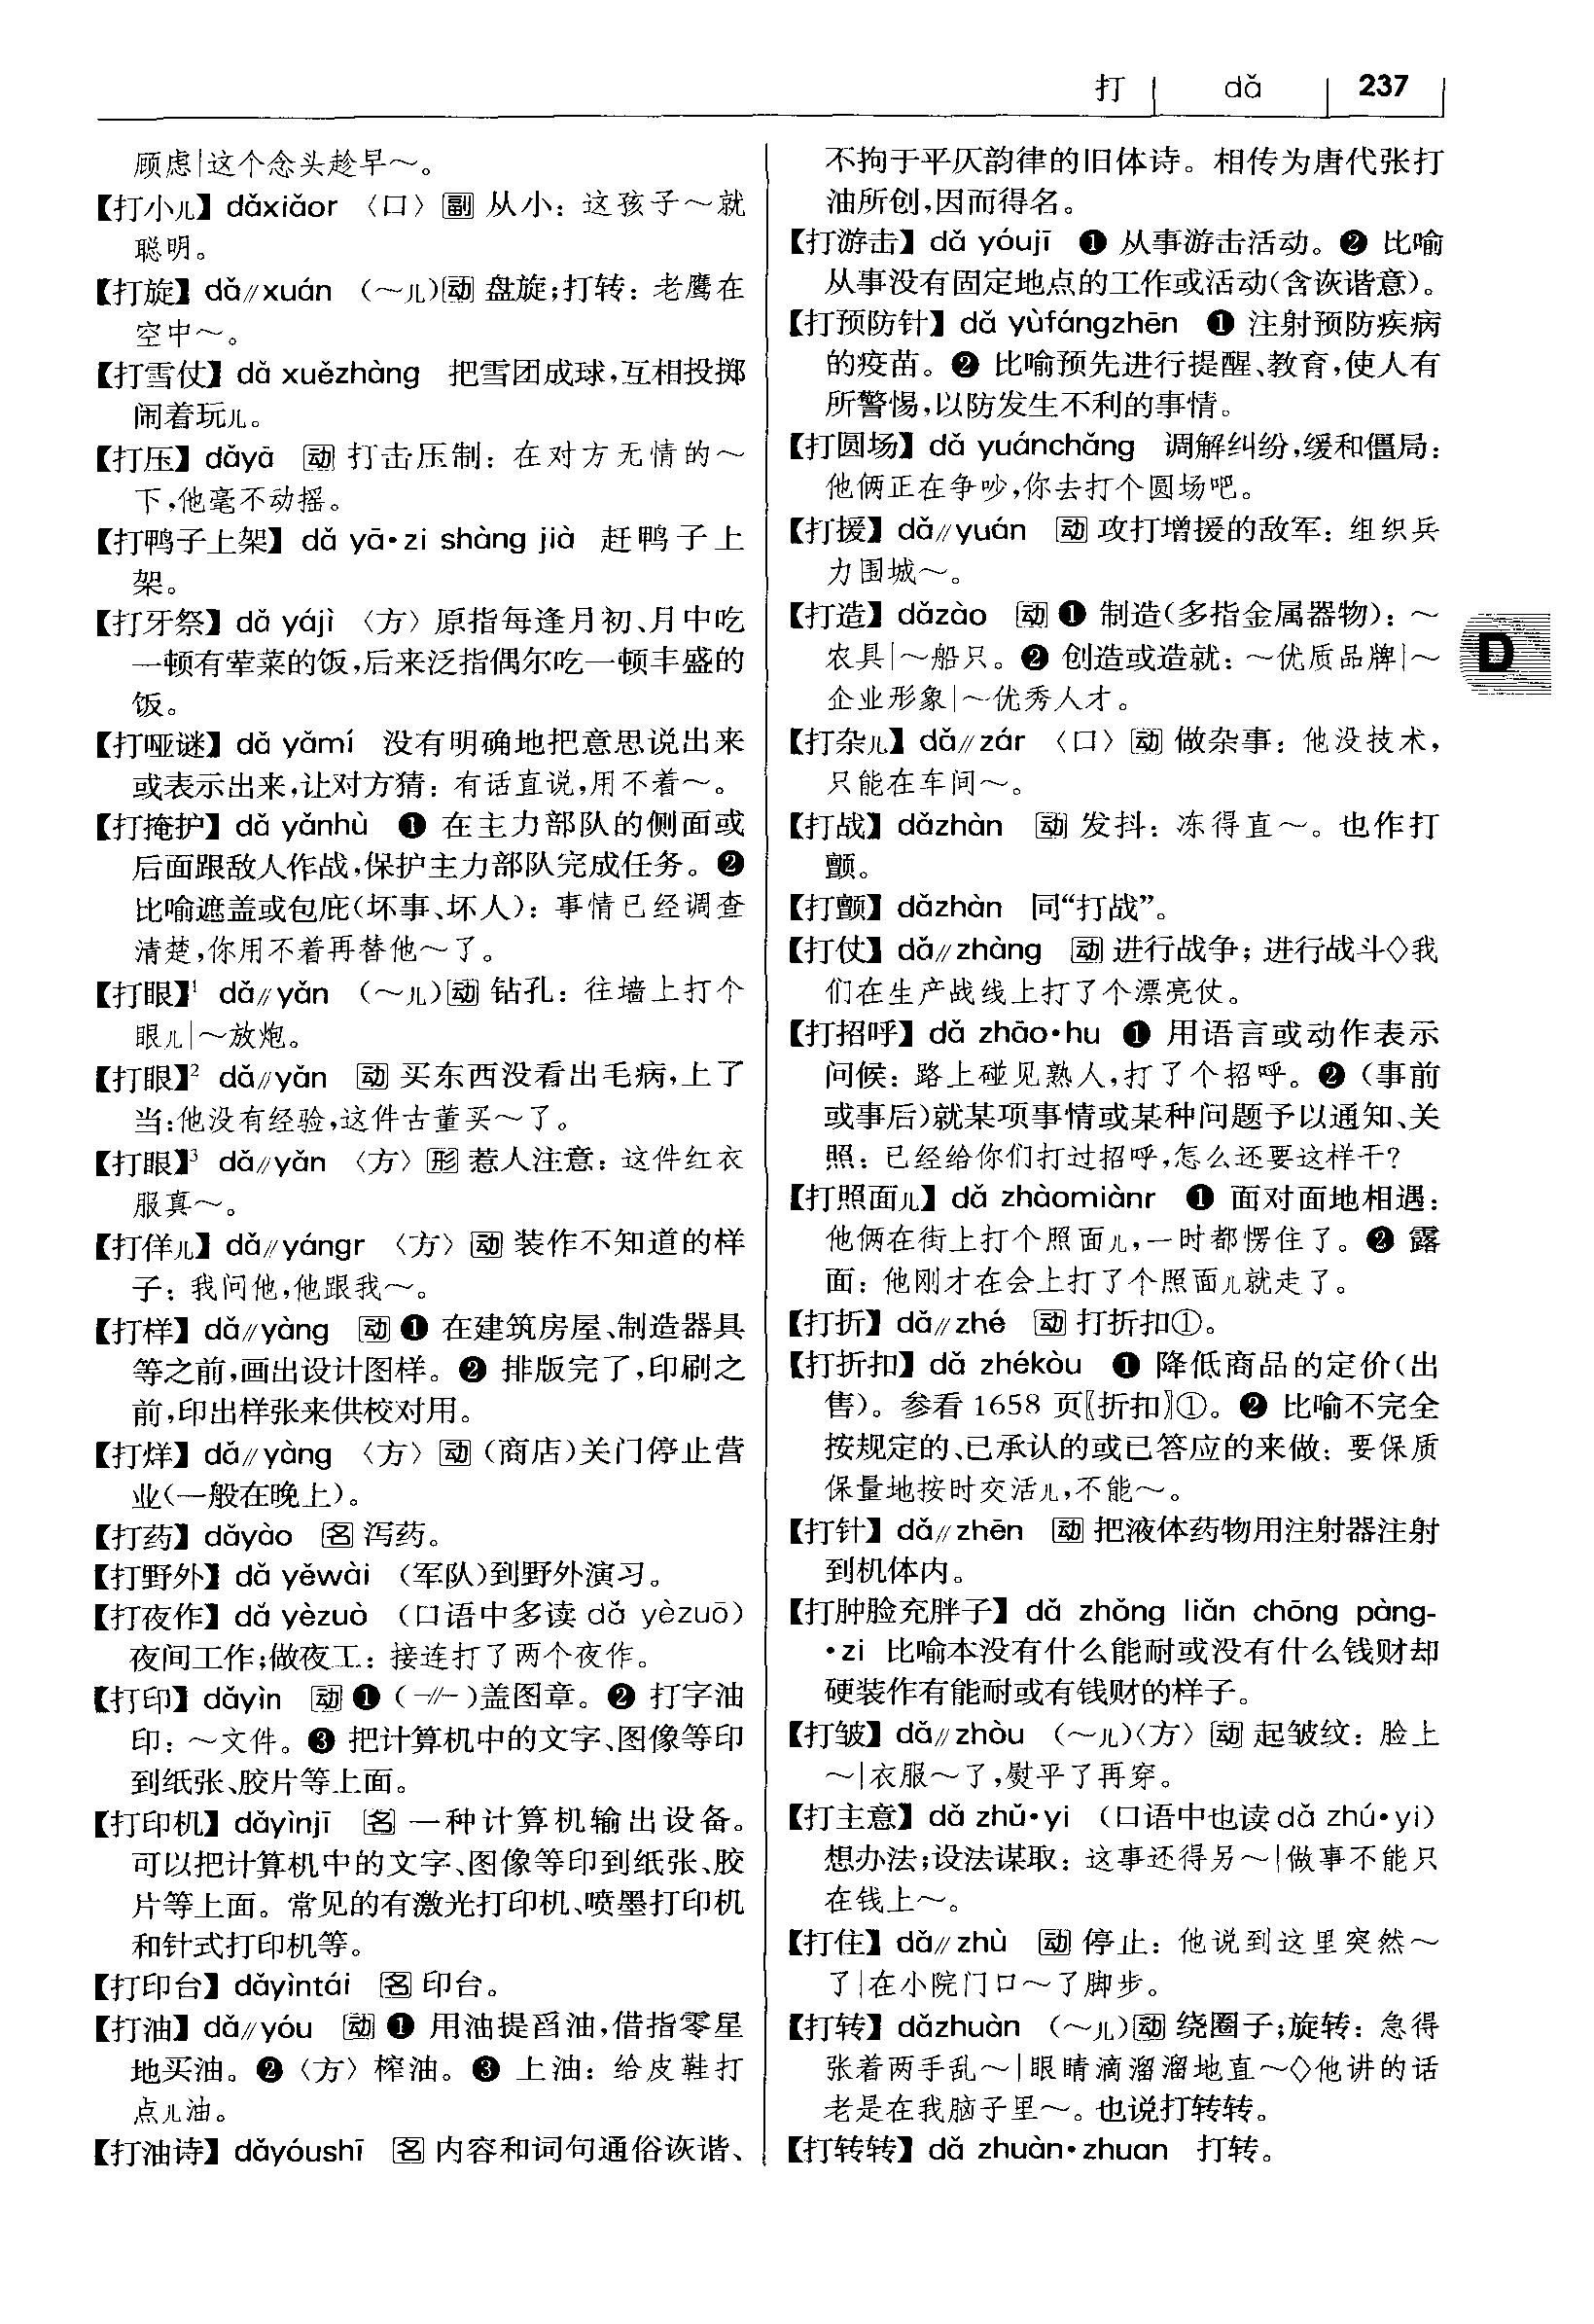 打 dǎ 237
顾虑|这个念头趁早～。
【打小儿】dǎxiǎor 〈口〉副 从小：这孩子～就
聪明。
【打旋】dǎ//xuán （～儿）动 盘旋；打转：老鹰在
空中～。
【打雪仗】dǎ xuězhàng 把雪团成球，互相投掷
闹着玩儿。
【打压】dǎyā 动 打击压制：在对方无情的～
下，他毫不动摇。
【打鸭子上架】dǎ yā·zi shàng jià 赶鸭子上
架。
【打牙祭】dǎ yájì 〈方〉原指每逢月初、月中吃
一顿有荤菜的饭，后来泛指偶尔吃一顿丰盛的
饭。
【打哑谜】dǎ yǎmí 没有明确地把意思说出来
或表示出来，让对方猜：有话直说，用不着～。
【打掩护】dǎ yǎnhù ❶ 在主力部队的侧面或
后面跟敌人作战，保护主力部队完成任务。❷
比喻遮盖或包庇（坏事、坏人）：事情已经调查
清楚，你用不着再替他～了。
【打眼】¹ dǎ//yǎn （～儿）动 钻孔：往墙上打个
眼儿|～放炮。
【打眼】² dǎ//yǎn 动 买东西没看出毛病，上了
当：他没有经验，这件古董买～了。
【打眼】³ dǎ//yǎn 〈方〉形 惹人注意：这件红衣
服真～。
【打佯儿】dǎ//yángr 〈方〉动 装作不知道的样
子：我问他，他跟我～。
【打样】dǎ//yàng 动 ❶ 在建筑房屋、制造器具
等之前，画出设计图样。❷ 排版完了，印刷之
前，印出样张来供校对用。
【打烊】dǎ//yàng 〈方〉动（商店）关门停止营
业（一般在晚上）。
【打药】dǎyào 名 泻药。
【打野外】dǎ yěwài （军队）到野外演习。
【打夜作】dǎ yèzuò （口语中多读 dǎ yèzuō）
夜间工作；做夜工：接连打了两个夜作。
【打印】dǎyìn 动 ❶（-//-）盖图章。❷ 打字油
印：～文件。❸ 把计算机中的文字、图像等印
到纸张、胶片等上面。
【打印机】dǎyìnjī 名 一种计算机输出设备。
可以把计算机中的文字、图像等印到纸张、胶
片等上面。常见的有激光打印机、喷墨打印机
和针式打印机等。
【打印台】dǎyìntái 名 印台。
【打油】dǎ//yóu 动 ❶ 用油提舀油，借指零星
地买油。❷〈方〉榨油。❸ 上油：给皮鞋打
点儿油。
【打油诗】dǎyóushī 名 内容和词句通俗诙谐、
不拘于平仄韵律的旧体诗。相传为唐代张打
油所创，因而得名。
【打游击】dǎ yóujī ❶ 从事游击活动。❷ 比喻
从事没有固定地点的工作或活动（含诙谐意）。
【打预防针】dǎ yùfángzhēn ❶ 注射预防疾病
的疫苗。❷ 比喻预先进行提醒、教育，使人有
所警惕，以防发生不利的事情。
【打圆场】dǎ yuánchǎng 调解纠纷，缓和僵局：
他俩正在争吵，你去打个圆场吧。
【打援】dǎ//yuán 动 攻打增援的敌军：组织兵
力围城～。
【打造】dǎzào 动 ❶ 制造（多指金属器物）：～
农具|～船只。❷ 创造或造就：～优质品牌|～
企业形象|～优秀人才。
【打杂儿】dǎ//zár 〈口〉动 做杂事：他没技术，
只能在车间～。
【打战】dǎzhàn 动 发抖：冻得直～。也作打
颤。
【打颤】dǎzhàn 同“打战”。
【打仗】dǎ//zhàng 动 进行战争；进行战斗◇我
们在生产战线上打了个漂亮仗。
【打招呼】dǎ zhāo·hu ❶ 用语言或动作表示
问候：路上碰见熟人，打了个招呼。❷（事前
或事后）就某项事情或某种问题予以通知、关
照：已经给你们打过招呼，怎么还要这样干？
【打照面儿】dǎ zhàomiànr ❶ 面对面地相遇：
他俩在街上打个照面儿，一时都愣住了。❷ 露
面：他刚才在会上打了个照面儿就走了。
【打折】dǎ//zhé 动 打折扣①。
【打折扣】dǎ zhékòu ❶ 降低商品的定价（出
售）。参看 1658 页〖折扣〗①。❷ 比喻不完全
按规定的、已承认的或已答应的来做：要保质
保量地按时交活儿，不能～。
【打针】dǎ//zhēn 动 把液体药物用注射器注射
到机体内。
【打肿脸充胖子】dǎ zhǒng liǎn chōng pàng-
·zi 比喻本没有什么能耐或没有什么钱财却
硬装作有能耐或有钱财的样子。
【打皱】dǎ//zhòu （～儿）〈方〉动 起皱纹：脸上
～|衣服～了，熨平了再穿。
【打主意】dǎ zhǔ·yi （口语中也读 dǎ zhú·yi）
想办法；设法谋取：这事还得另～|做事不能只
在钱上～。
【打住】dǎ//zhù 动 停止：他说到这里突然～
了|在小院门口～了脚步。
【打转】dǎzhuàn （～儿）动 绕圈子；旋转：急得
张着两手乱～|眼睛滴溜溜地直～◇他讲的话
老是在我脑子里～。也说打转转。
【打转转】dǎ zhuàn·zhuan 打转。
D